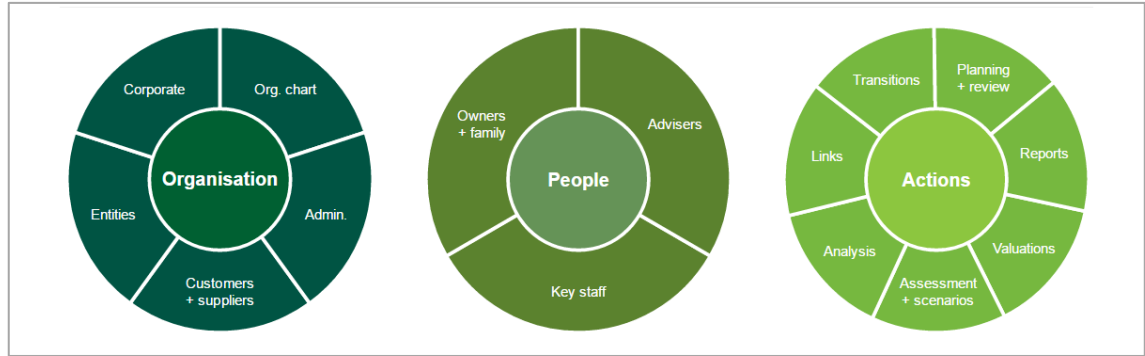 Corporate
Org. chart
Organisation
Entities
Admin.
Customers
+ suppliers
Owners
+ family
Advisers
People
Key staff
Transitions
Planning
+ review
Links
Reports
Actions
Analysis
Valuations
Assessment
+ scenarios